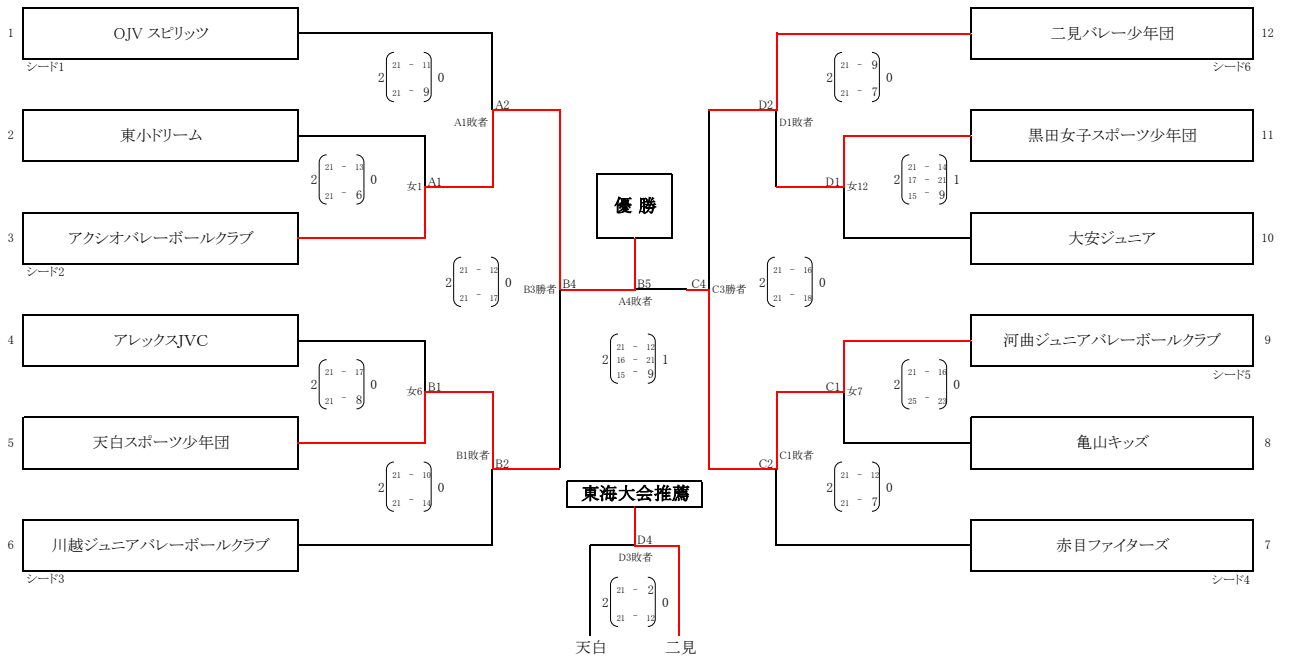 1 OJV スピリッツ
シード1
2 東小ドリーム
3 アクシオバレーボールクラブ
シード2
4 アレックスJVC
5 天白スポーツ少年団
6 川越ジュニアバレーボールクラブ
シード3
2 21 - 11 0
21 - 9
A2
A1敗者
2 21 - 13 0
21 - 6
女1 A1
2 21 - 12 0
21 - 17
B3勝者 B4
2 21 - 17 0
21 - 8
女6 B1
B1敗者 B2
2 21 - 10 0
21 - 14
優 勝
B5
A4敗者
2 21 - 12 1
16 - 21
15 - 9
東海大会推薦
D4
D3敗者
2 21 - 2 0
21 - 12
天白 二見
二見バレー少年団 12
シード6
黒田女子スポーツ少年団 11
大安ジュニア 10
河曲ジュニアバレーボールクラブ 9
シード5
亀山キッズ 8
赤目ファイターズ 7
シード4
2 21 - 9 0
21 - 7
D2
D1敗者
2 21 - 14 1
17 - 21
15 - 9
D1 女12
2 21 - 16 0
21 - 18
C4 C3勝者
2 21 - 16 0
25 - 23
C1 女7
C2 C1敗者
2 21 - 12 0
21 - 7